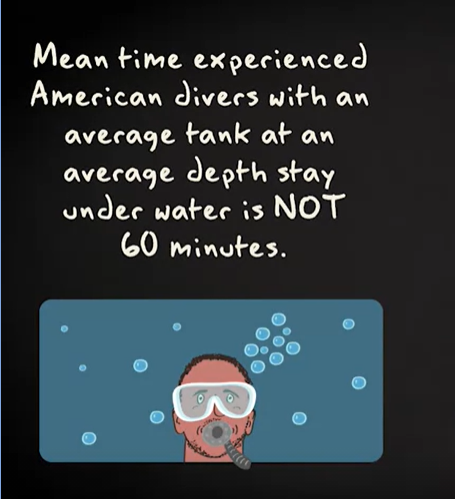 Mean time experienced
American divers with an
average tank at an
average depth stay
under water is NOT
60 minutes.